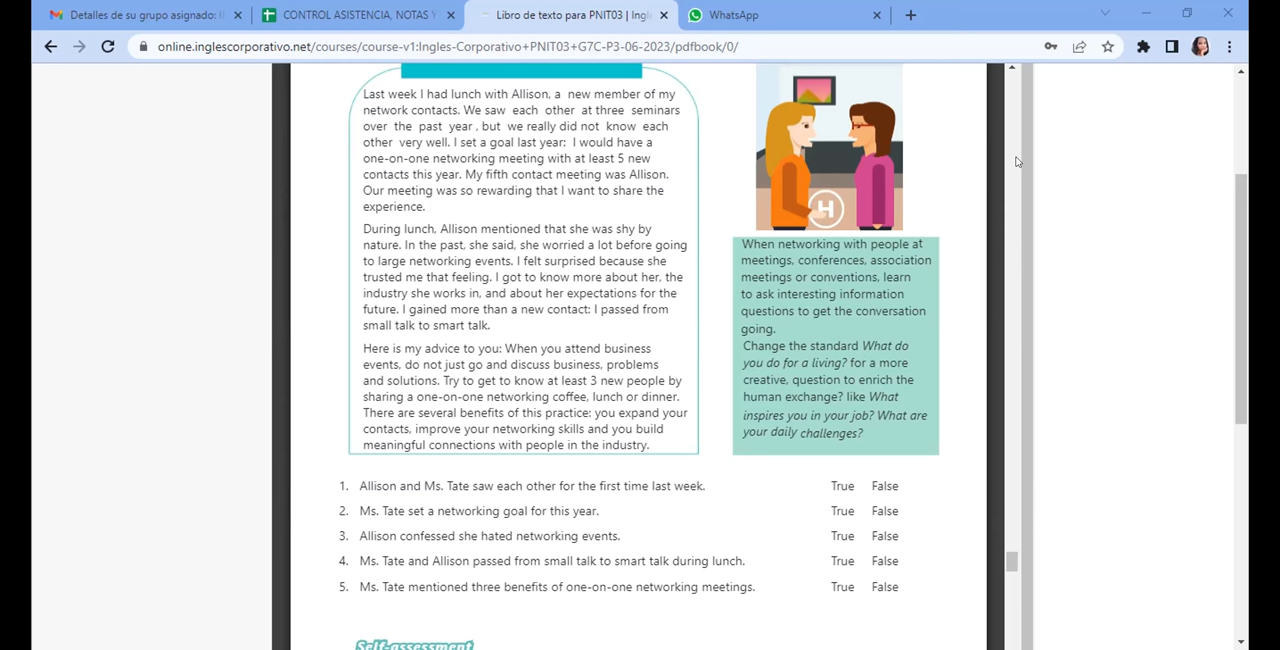 Detalles de su grupo asignado: I
CONTROL ASISTENCIA, NOTAS Y
Libro de texto para PNIT03 | Ingl
WhatsApp
online.inglescorporativo.net/courses/course-v1:Ingles-Corporativo+PNIT03+G7C-P3-06-2023/pdfbook/0/
Last week I had lunch with Allison, a new member of my
network contacts. We saw each other at three seminars
over the past year, but we really did not know each
other very well. I set a goal last year: I would have a
one-on-one networking meeting with at least 5 new
contacts this year. My fifth contact meeting was Allison.
Our meeting was so rewarding that I want to share the
experience.
During lunch, Allison mentioned that she was shy by
nature. In the past, she said, she worried a lot before going
to large networking events. I felt surprised because she
trusted me that feeling. I got to know more about her, the
industry she works in, and about her expectations for the
future. I gained more than a new contact: I passed from
small talk to smart talk.
Here is my advice to you: When you attend business
events, do not just go and discuss business, problems
and solutions. Try to get to know at least 3 new people by
sharing a one-on-one networking coffee, lunch or dinner.
There are several benefits of this practice: you expand your
contacts, improve your networking skills and you build
meaningful connections with people in the industry.
H
When networking with people at
meetings, conferences, association
meetings or conventions, learn
to ask interesting information
questions to get the conversation
going.
Change the standard What do
you do for a living? for a more
creative, question to enrich the
human exchange? like What
inspires you in your job? What are
your daily challenges?
1. Allison and Ms. Tate saw each other for the first time last week. True False
2. Ms. Tate set a networking goal for this year. True False
3. Allison confessed she hated networking events. True False
4. Ms. Tate and Allison passed from small talk to smart talk during lunch. True False
5. Ms. Tate mentioned three benefits of one-on-one networking meetings. True False
Self-assessment